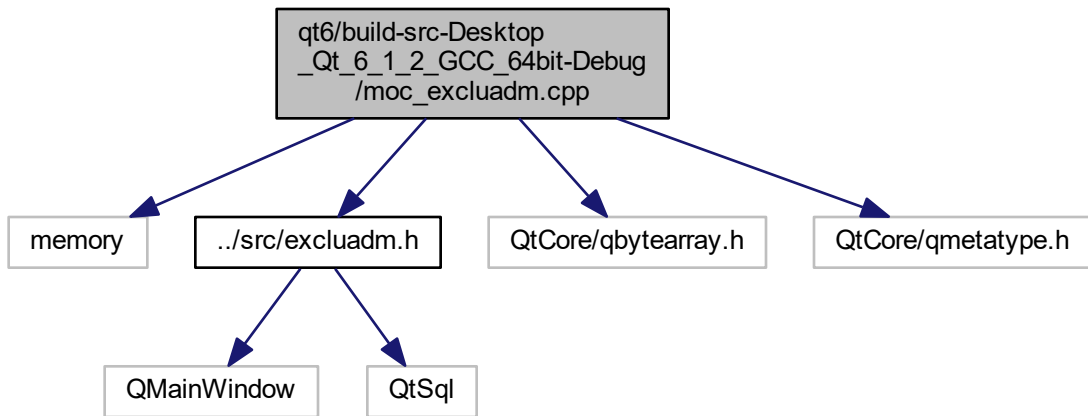 qt6/build-src-Desktop
_Qt_6_1_2_GCC_64bit-Debug
/moc_excluadm.cpp
memory
../src/excluadm.h
QtCore/qbytearray.h
QtCore/qmetatype.h
QMainWindow
QtSql